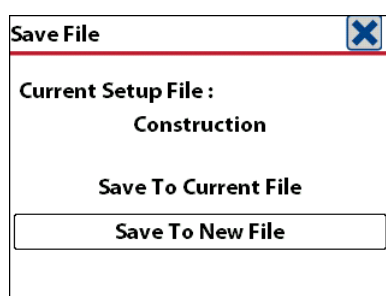 Save File
Current Setup File :
Construction
Save To Current File
Save To New File